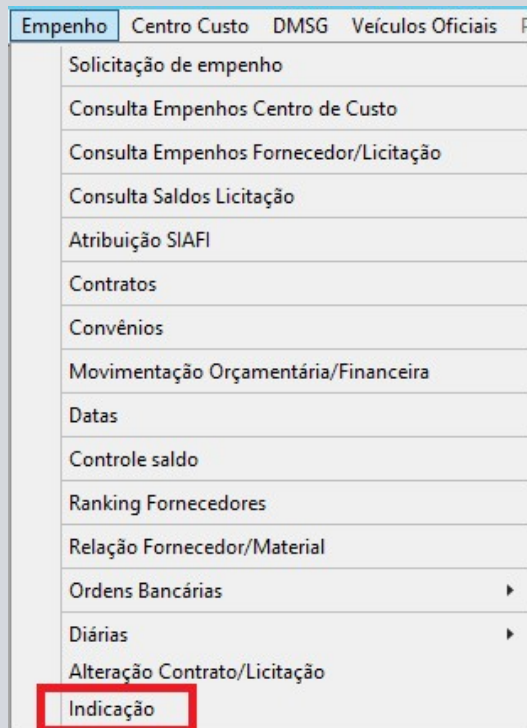 Empenho Centro Custo DMSG Veículos Oficiais
Solicitação de empenho
Consulta Empenhos Centro de Custo
Consulta Empenhos Fornecedor/Licitação
Consulta Saldos Licitação
Atribuição SIAFI
Contratos
Convênios
Movimentação Orçamentária/Financeira
Datas
Controle saldo
Ranking Fornecedores
Relação Fornecedor/Material
Ordens Bancárias
Diárias
Alteração Contrato/Licitação
Indicação